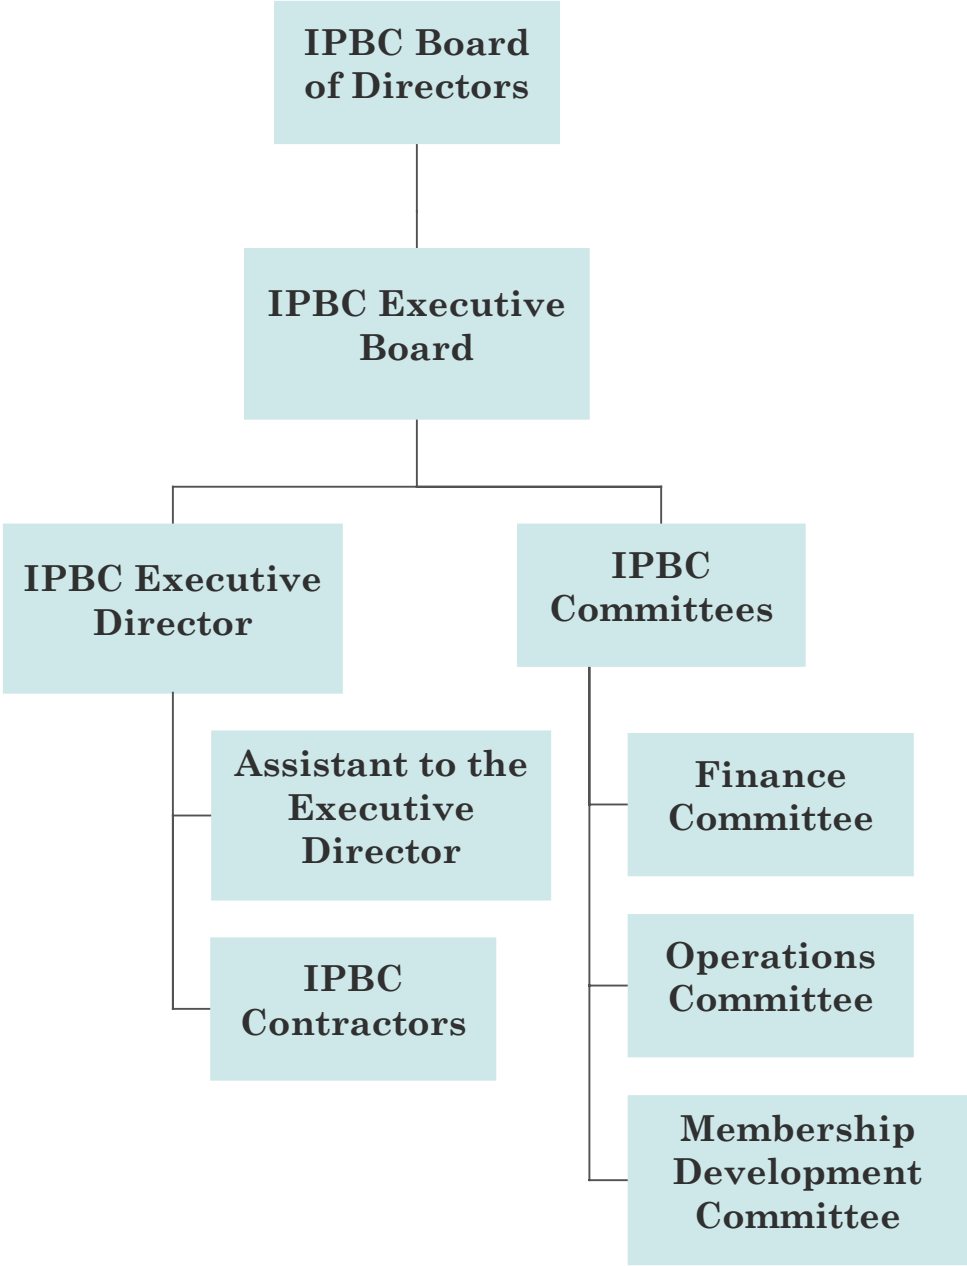 IPBC Board
of Directors
IPBC Executive
Board
IPBC Executive
Director
IPBC
Committees
Assistant to the
Executive
Director
IPBC
Contractors
Finance
Committee
Operations
Committee
Membership
Development
Committee